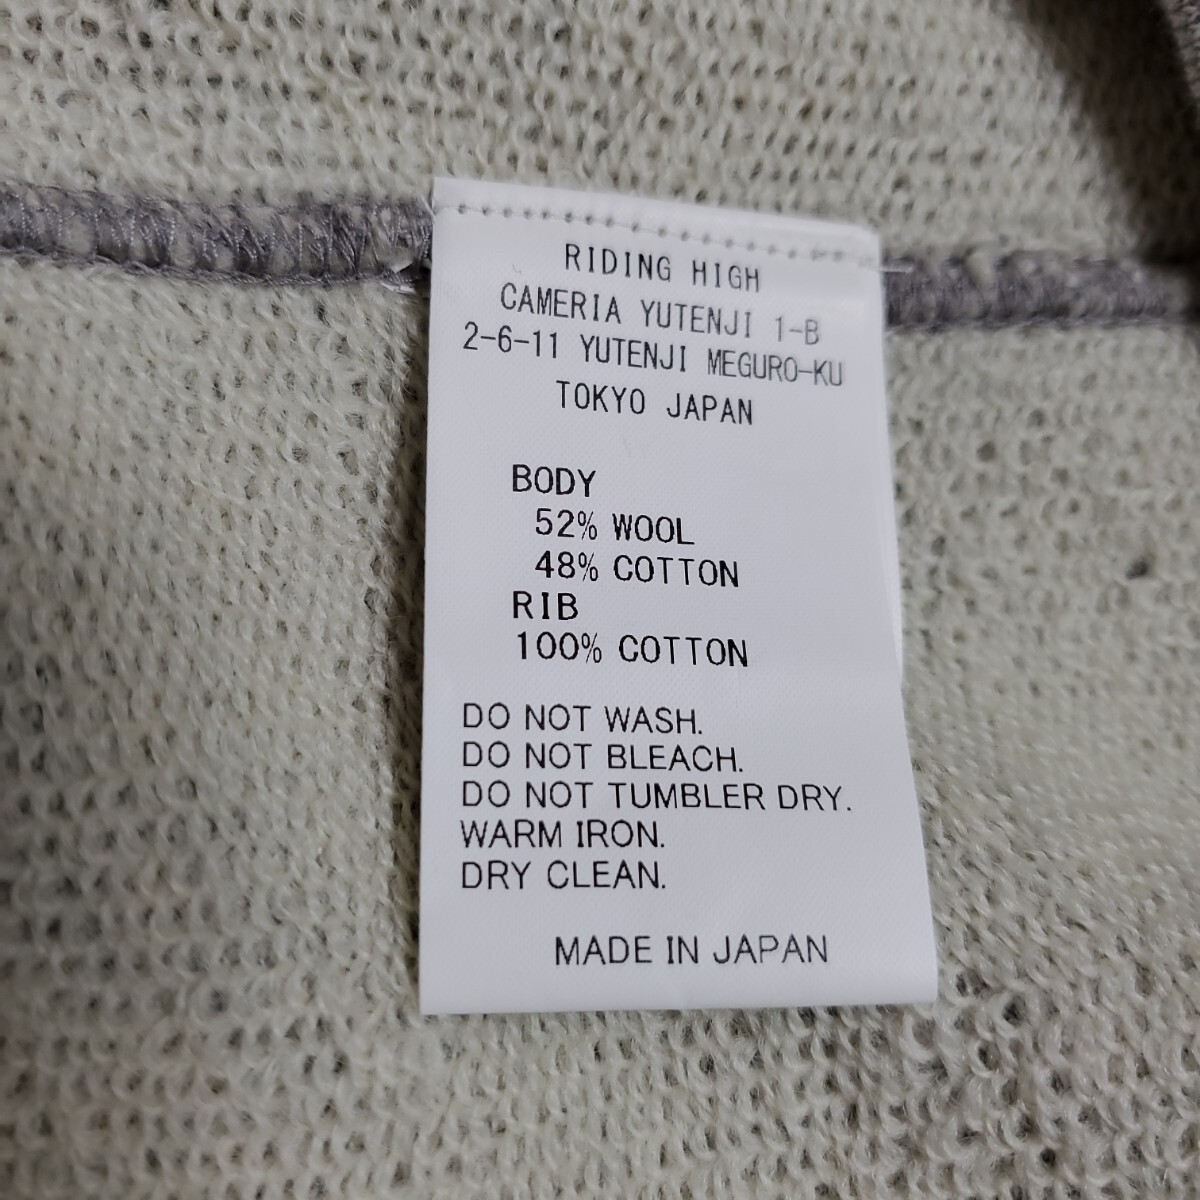 RIDING HIGH
CAMERIA YUTENJI 1-B
2-6-11 YUTENJI MEGURO-KU
TOKYO JAPAN
BODY
52% WOOL
48% COTTON
RIB
100% COTTON
DO NOT WASH.
DO NOT BLEACH.
DO NOT TUMBLER DRY.
WARM IRON.
DRY CLEAN.
MADE IN JAPAN